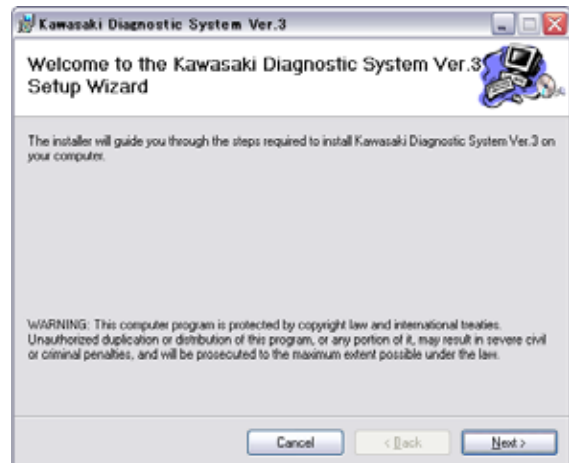 Kawasaki Diagnostic System Ver.3
Welcome to the Kawasaki Diagnostic System Ver.3
Setup Wizard
The installer will guide you through the steps required to install Kawasaki Diagnostic System Ver.3 on
your computer.
WARNING: This computer program is protected by copyright law and international treaties.
Unauthorized duplication or distribution of this program, or any portion of it, may result in severe civil
or criminal penalties, and will be prosecuted to the maximum extent possible under the law.
Cancel < Back Next >